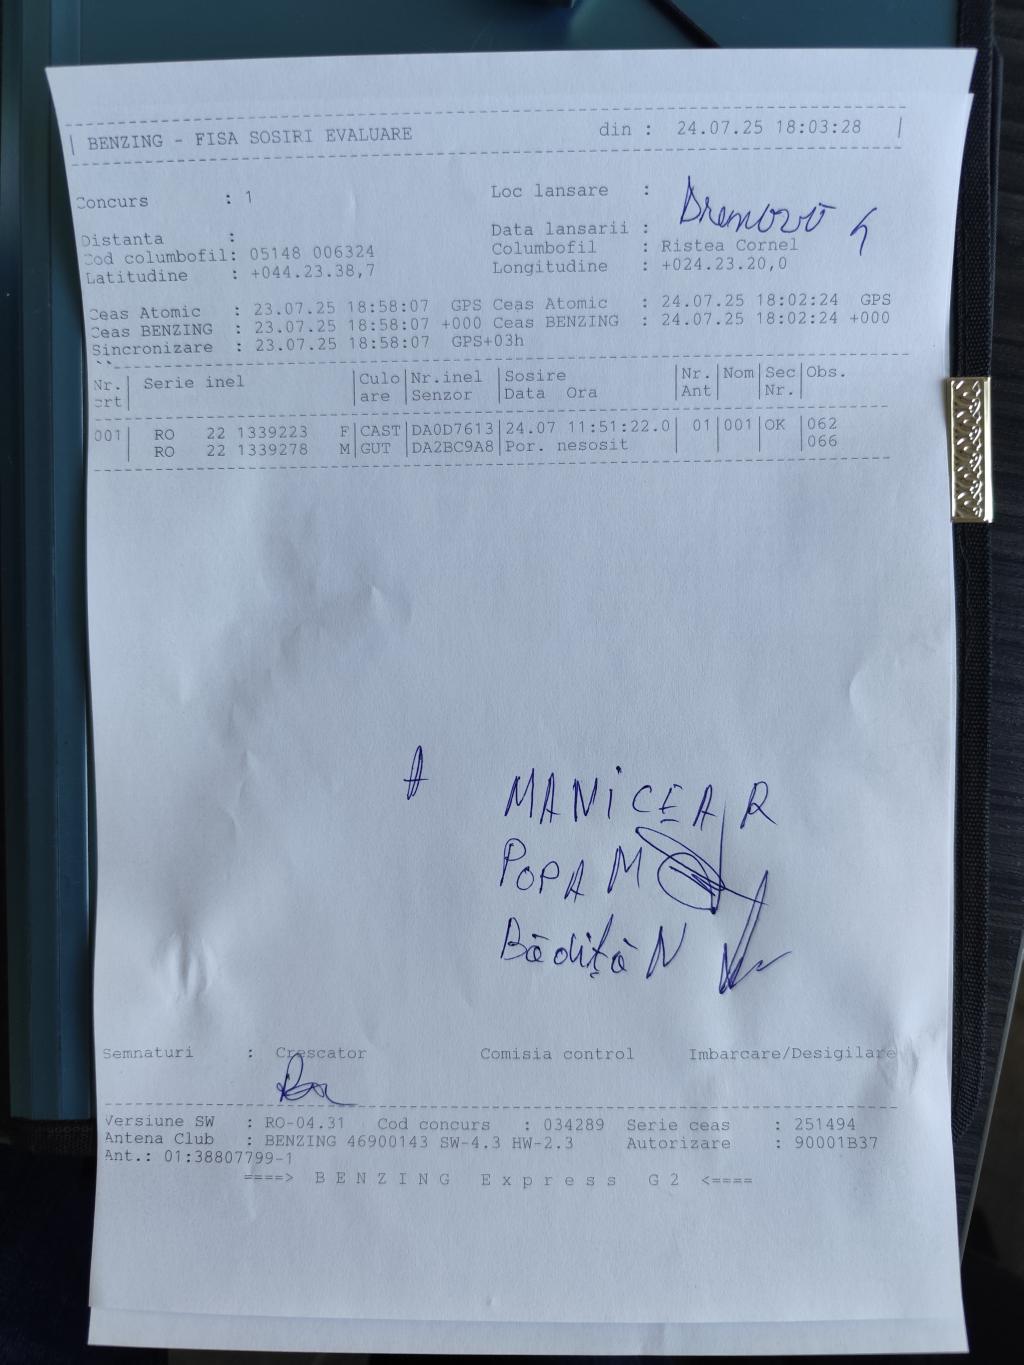 BENZING - FISA SOSIRI EVALUARE din : 24.07.25 18:03:28
Concurs : 1 Loc lansare :
Distanta : Data lansarii :
Cod columbofil: 05148 006324 Columbofil : Ristea Cornel
Latitudine : +044.23.38,7 Longitudine : +024.23.20,0
Ceas Atomic : 23.07.25 18:58:07 GPS Ceas Atomic : 24.07.25 18:02:24 GPS
Ceas BENZING : 23.07.25 18:58:07 +000 Ceas BENZING : 24.07.25 18:02:24 +000
Sincronizare : 23.07.25 18:58:07 GPS+03h
Nr. Serie inel Culo Nr.inel Sosire Nr. Nom Sec Obs.
crt are Senzor Data Ora Ant Nr.
001 RO 22 1339223 F CAST DA0D7613 24.07 11:51:22.0 01 001 OK 062
RO 22 1339278 M GUT DA2BC9A8 Por. nesosit 066
MANICEA R
POPA M
Bădiță N
Semnaturi : Crescator Comisia control Imbarcare/Desigilare
Versiune SW : RO-04.31 Cod concurs : 034289 Serie ceas : 251494
Antena Club : BENZING 46900143 SW-4.3 HW-2.3 Autorizare : 90001B37
Ant.: 01:38807799-1
====> BENZING Express G2 <====